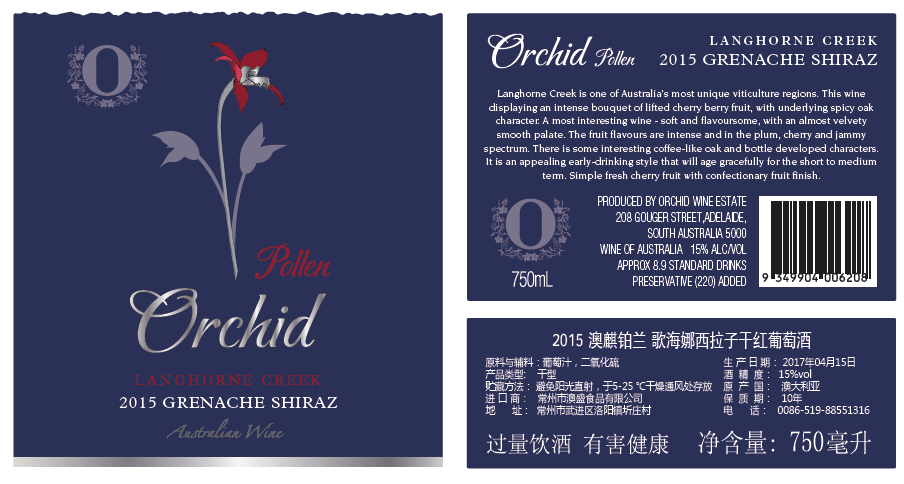 O
Pollen
Orchid
LANGHORNE CREEK
2015 GRENACHE SHIRAZ
Australian Wine
Orchid Pollen
LANGHORNE CREEK
2015 GRENACHE SHIRAZ
Langhorne Creek is one of Australia's most unique viticulture regions. This wine
displaying an intense bouquet of lifted cherry berry fruit, with underlying spicy oak
character. A most interesting wine - soft and flavoursome, with an almost velvety
smooth palate. The fruit flavours are intense and in the plum, cherry and jammy
spectrum. There is some interesting coffee-like oak and bottle developed characters.
It is an appealing early-drinking style that will age gracefully for the short to medium
term. Simple fresh cherry fruit with confectionary fruit finish.
O
750mL
PRODUCED BY ORCHID WINE ESTATE
208 GOUGER STREET,ADELAIDE,
SOUTH AUSTRALIA 5000
WINE OF AUSTRALIA 15% ALC/VOL
APPROX 8.9 STANDARD DRINKS
PRESERVATIVE (220) ADDED
9 349904 006208
2015 澳麒铂兰 歌海娜西拉子干红葡萄酒
原料与辅料：葡萄汁，二氧化硫
产品类型： 干型
贮藏方法： 避免阳光直射，于5-25 ℃干燥通风处存放
进 口 商： 常州市澳盛食品有限公司
地 址： 常州市武进区洛阳镇圻庄村
生 产 日 期： 2017年04月15日
酒 精 度： 15%vol
原 产 国： 澳大利亚
保 质 期： 10年
电 话： 0086-519-88551316
过量饮酒 有害健康 净含量: 750毫升